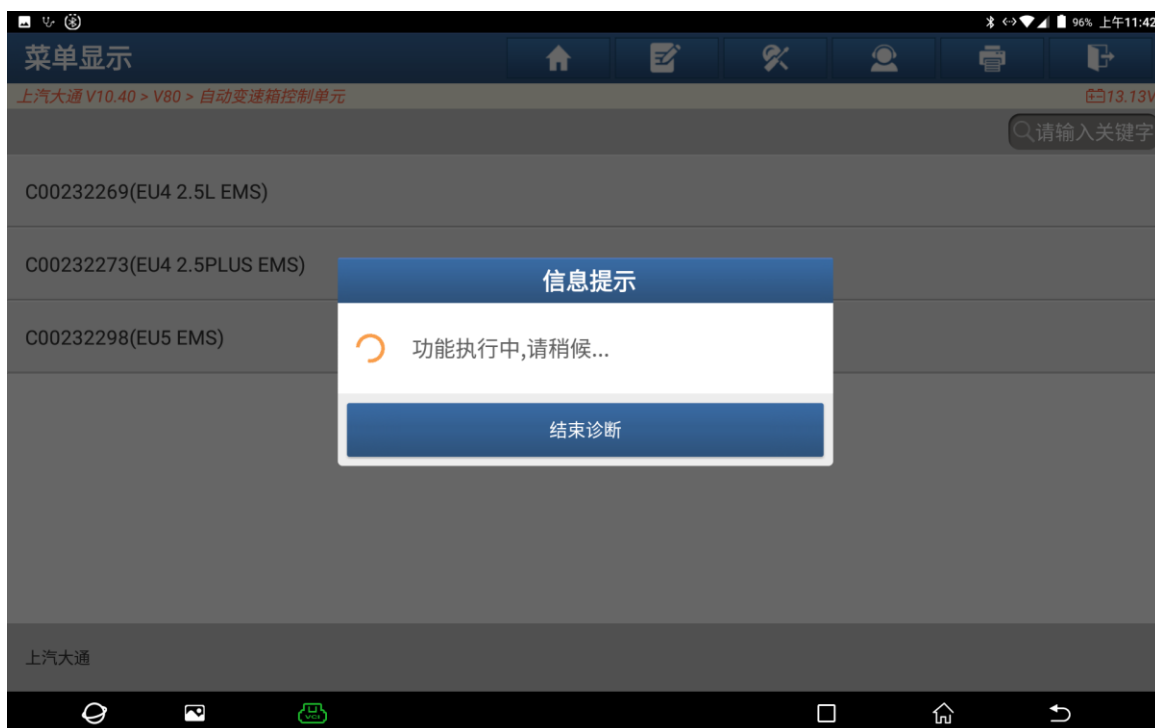 96% 上午11:42
菜单显示
上汽大通 V10.40 > V80 > 自动变速箱控制单元
13.13V
请输入关键字
C00232269(EU4 2.5L EMS)
C00232273(EU4 2.5PLUS EMS)
信息提示
C00232298(EU5 EMS)
功能执行中,请稍候...
结束诊断
上汽大通
VCI